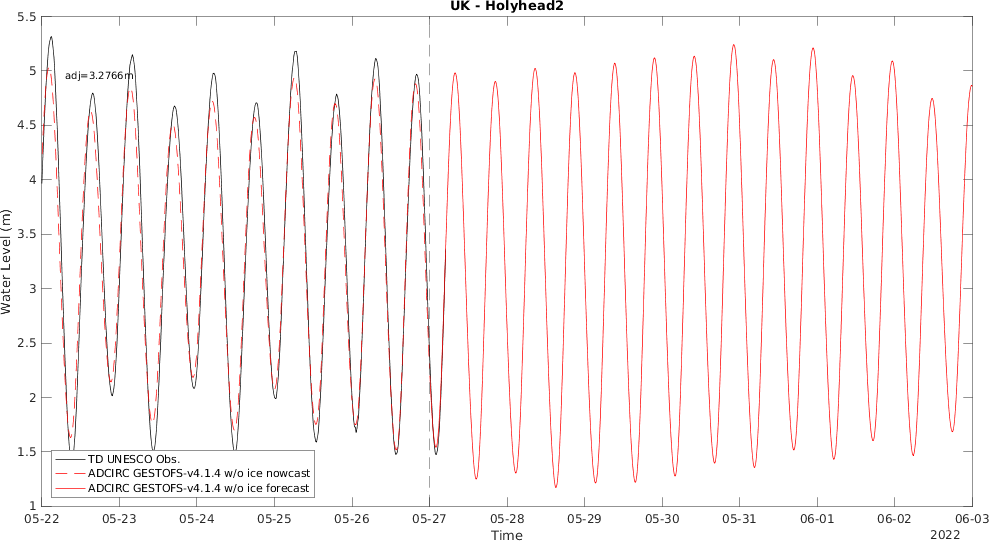 UK - Holyhead2
5.5
5
4.5
4
3.5
3
2.5
2
1.5
1
Water Level (m)
adj=3.2766m
TD UNESCO Obs.
ADCIRC GESTOFS-v4.1.4 w/o ice nowcast
ADCIRC GESTOFS-v4.1.4 w/o ice forecast
05-22 05-23 05-24 05-25 05-26 05-27 05-28 05-29 05-30 05-31 06-01 06-02 06-03
Time
2022